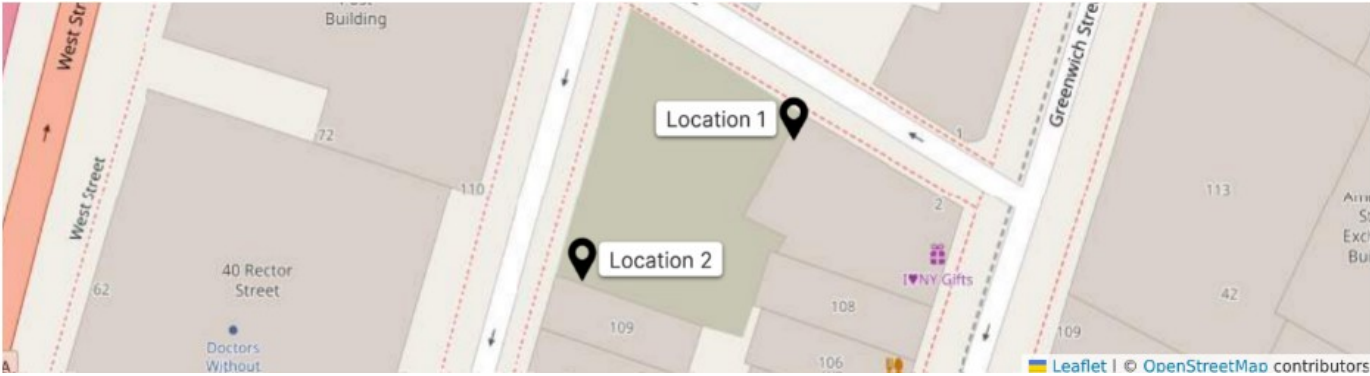 West Str
Building
Greenwich Stre
Location 1
72
1
110
113
West Street
2
Location 2
40 Rector
Street
I♥NY Gifts
62
42
108
109
109
Doctors
Without
106
A
Leaflet | © OpenStreetMap contributors